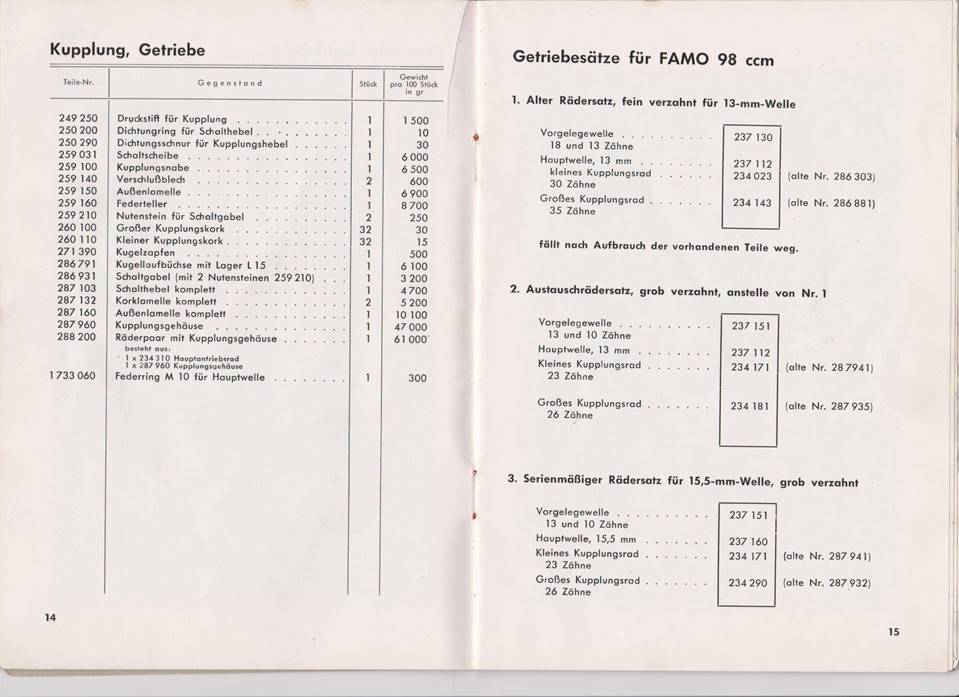 Kupplung, Getriebe
Teile-Nr. Gegenstand Stück Gewicht pro 100 Stück in gr
249 250 Druckstift für Kupplung . . . . . . . . . . . . 1 1 500
250 200 Dichtungring für Schalthebel . . . . . . . . . . 1 10
250 290 Dichtungsschnur für Kupplungshebel . . . . . . 1 30
259 031 Schaltscheibe . . . . . . . . . . . . . . . . . 1 6 000
259 100 Kupplungsnabe . . . . . . . . . . . . . . . . 1 6 500
259 140 Verschlußblech . . . . . . . . . . . . . . . . 2 600
259 150 Außenlamelle . . . . . . . . . . . . . . . . . 1 6 900
259 160 Federteller . . . . . . . . . . . . . . . . . . 1 8 700
259 210 Nutenstein für Schaltgabel . . . . . . . . . . 2 250
260 100 Großer Kupplungskork . . . . . . . . . . . . 32 30
260 110 Kleiner Kupplungskork . . . . . . . . . . . . . 32 15
271 390 Kugelzapfen . . . . . . . . . . . . . . . . . 1 500
286 791 Kugellaufbüchse mit Lager L 15 . . . . . . . . 1 6 100
286 931 Schaltgabel (mit 2 Nutensteinen 259 210) . . . 1 3 200
287 103 Schalthebel komplett . . . . . . . . . . . . . . 1 4 700
287 132 Korklamelle komplett . . . . . . . . . . . . . 2 5 200
287 160 Außenlamelle komplett . . . . . . . . . . . . 1 10 100
287 960 Kupplungsgehäuse . . . . . . . . . . . . . . 1 47 000
288 200 Räderpaar mit Kupplungsgehäuse . . . . . . . 1 61 000
besteht aus:
1 x 234 310 Hauptantriebsrad
1 x 287 960 Kupplungsgehäuse
1 733 060 Federring M 10 für Hauptwelle . . . . . . . . 1 300
14
Getriebesätze für FAMO 98 ccm
1. Alter Rädersatz, fein verzahnt für 13-mm-Welle
Vorgelegewelle . . . . . . . . . . 237 130
18 und 13 Zähne
Hauptwelle, 13 mm . . . . . . . . 237 112
kleines Kupplungsrad . . . . . . 234 023 (alte Nr. 286 303)
30 Zähne
Großes Kupplungsrad . . . . . . . 234 143 (alte Nr. 286 881)
35 Zähne
fällt nach Aufbrauch der vorhandenen Teile weg.
2. Austauschrädersatz, grob verzahnt, anstelle von Nr. 1
Vorgelegewelle . . . . . . . . . . 237 151
13 und 10 Zähne
Hauptwelle, 13 mm . . . . . . . . 237 112
Kleines Kupplungsrad . . . . . . . 234 171 (alte Nr. 28 7941)
23 Zähne
Großes Kupplungsrad . . . . . . . 234 181 (alte Nr. 287 935)
26 Zähne
3. Serienmäßiger Rädersatz für 15,5-mm-Welle, grob verzahnt
Vorgelegewelle . . . . . . . . . . 237 151
13 und 10 Zähne
Hauptwelle, 15,5 mm . . . . . . . 237 160
Kleines Kupplungsrad . . . . . . . 234 171 (alte Nr. 287 941)
23 Zähne
Großes Kupplungsrad . . . . . . . 234 290 (alte Nr. 287 932)
26 Zähne
15